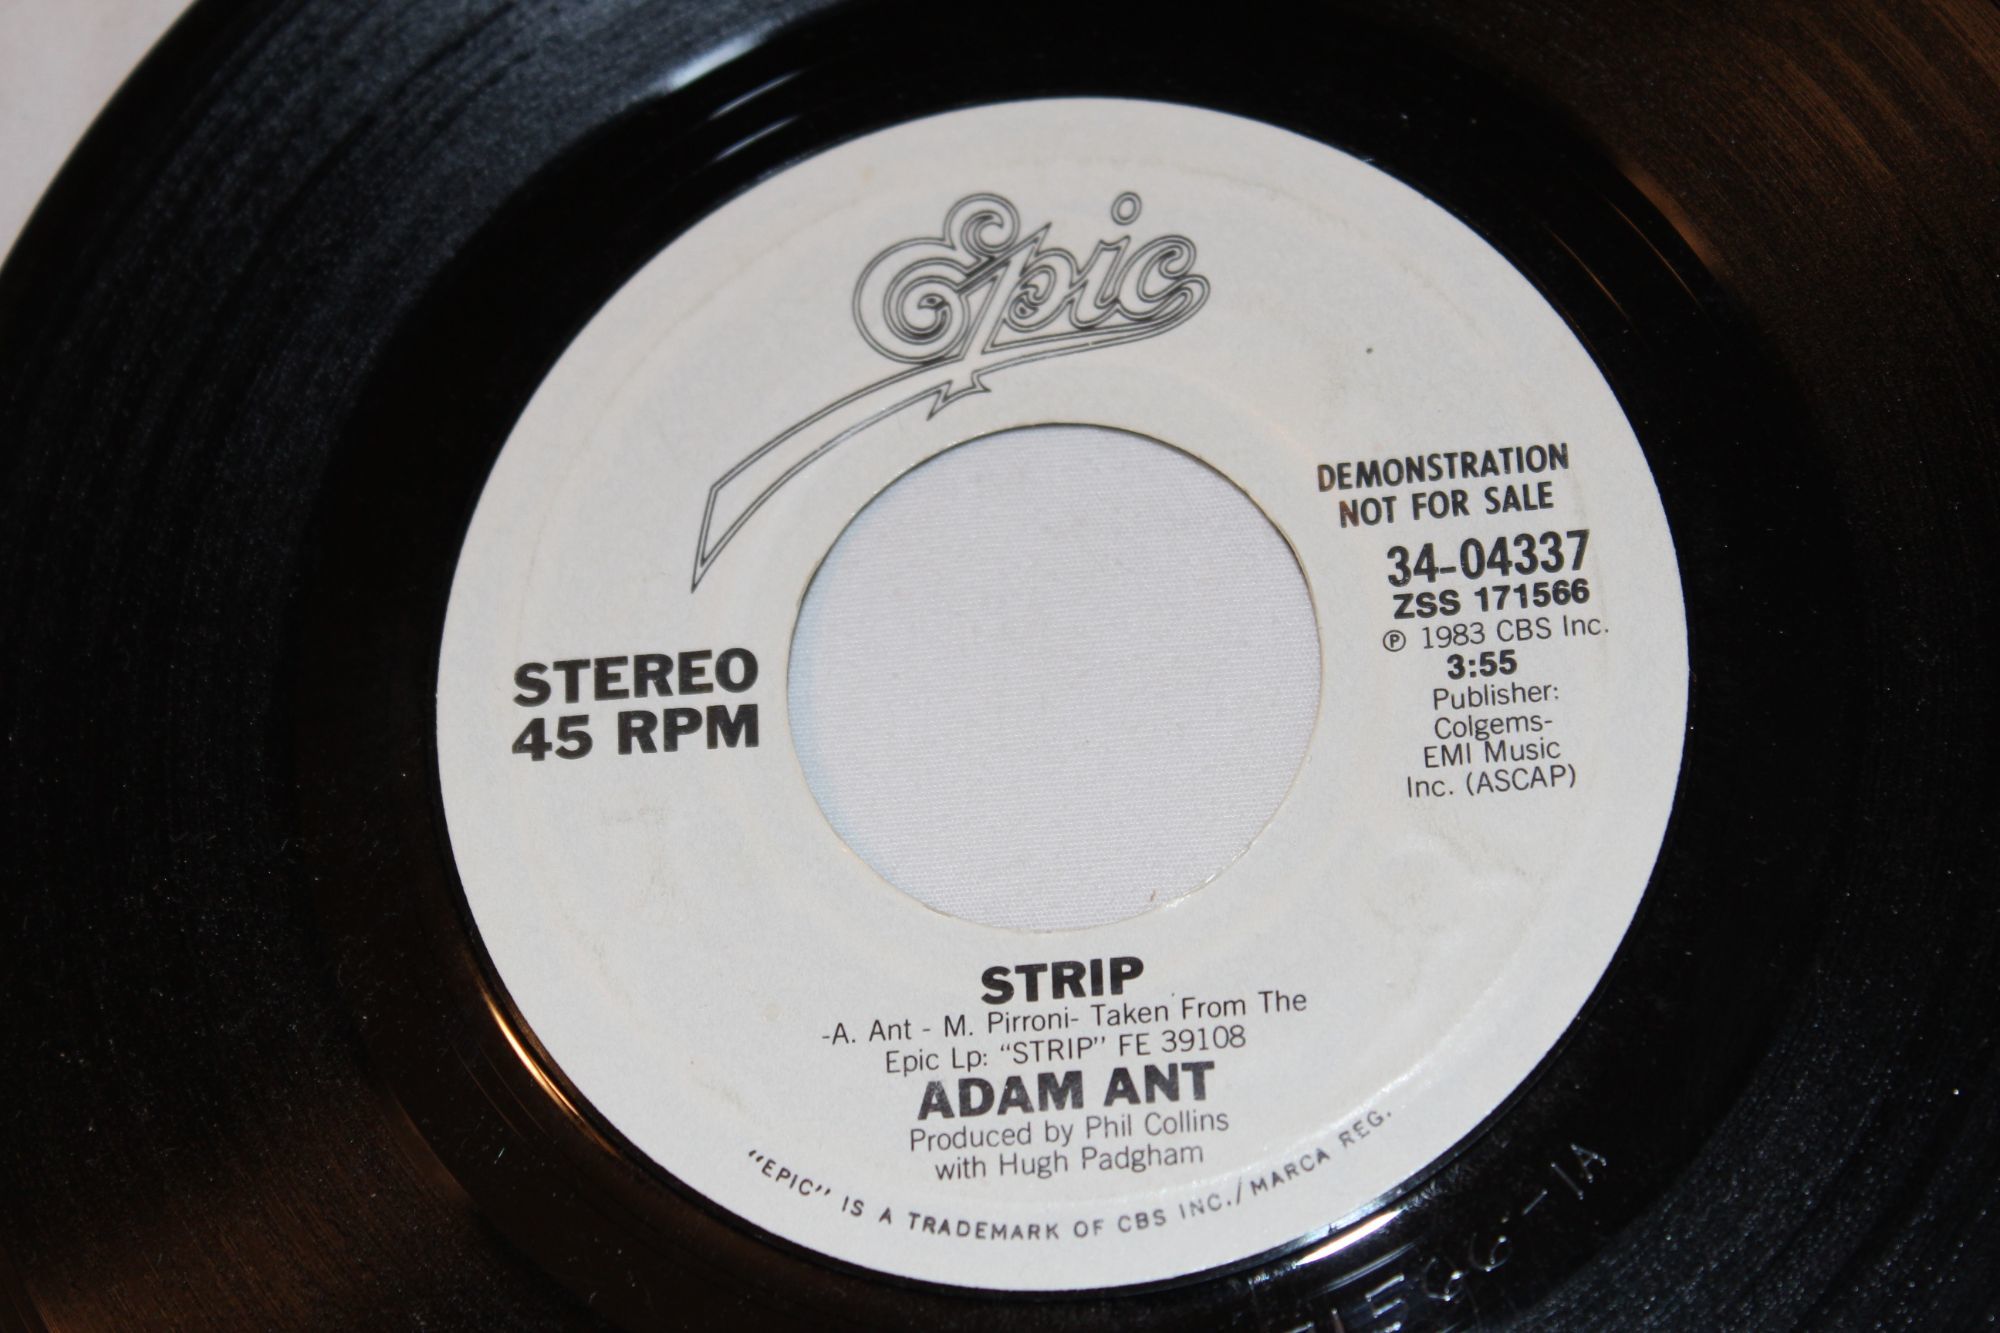 Epic
DEMONSTRATION
NOT FOR SALE
34-04337
ZSS 171566
℗ 1983 CBS Inc.
3:55
Publisher:
Colgems-
EMI Music
Inc. (ASCAP)
STEREO
45 RPM
STRIP
-A. Ant - M. Pirroni- Taken From The
Epic Lp: “STRIP” FE 39108
ADAM ANT
Produced by Phil Collins
with Hugh Padgham
“EPIC” IS A TRADEMARK OF CBS INC./MARCA REG.